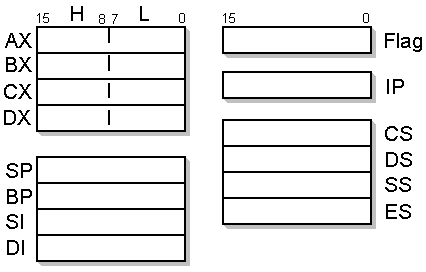 15 H 8 7 L 0
AX
BX
CX
DX
SP
BP
SI
DI
15 0
Flag
IP
CS
DS
SS
ES